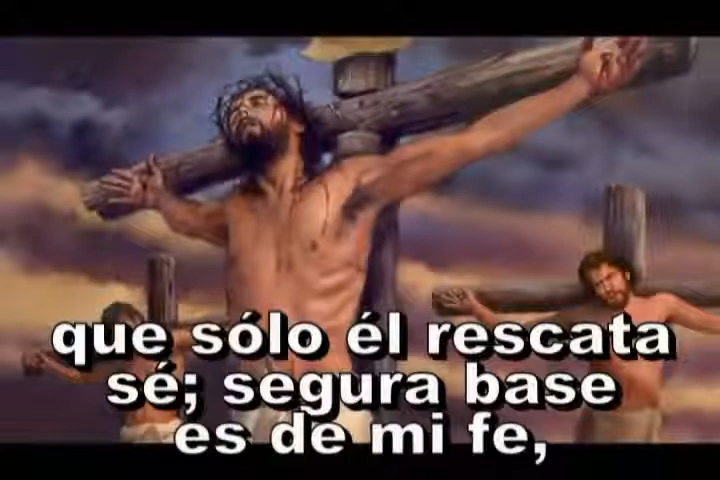 que sólo él rescata
sé; segura base
es de mi fe,